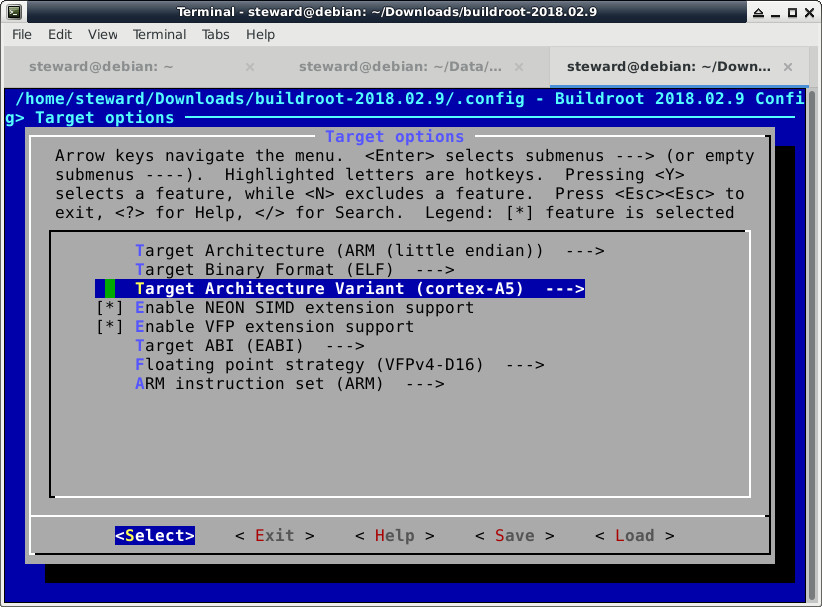 Terminal - steward@debian: ~/Downloads/buildroot-2018.02.9
File Edit View Terminal Tabs Help
steward@debian: ~ × steward@debian: ~/Data/... × steward@debian: ~/Down... ×
/home/steward/Downloads/buildroot-2018.02.9/.config - Buildroot 2018.02.9 Confi
g> Target options
Target options
Arrow keys navigate the menu.  <Enter> selects submenus ---> (or empty
submenus ----).  Highlighted letters are hotkeys.  Pressing <Y>
selects a feature, while <N> excludes a feature.  Press <Esc><Esc> to
exit, <?> for Help, </> for Search.  Legend: [*] feature is selected
Target Architecture (ARM (little endian))  --->
Target Binary Format (ELF)  --->
Target Architecture Variant (cortex-A5)  --->
[*] Enable NEON SIMD extension support
[*] Enable VFP extension support
Target ABI (EABI)  --->
Floating point strategy (VFPv4-D16)  --->
ARM instruction set (ARM)  --->
<Select> < Exit > < Help > < Save > < Load >